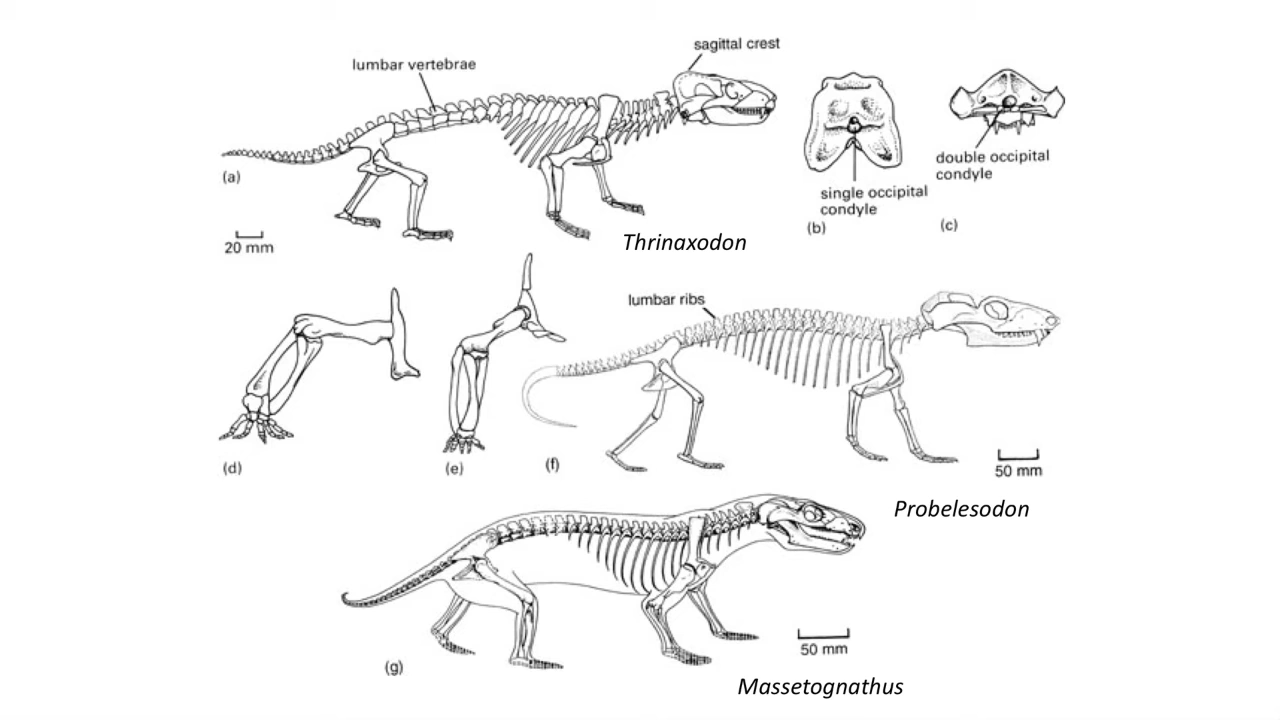 sagittal crest
lumbar vertebrae
(a)
20 mm
Thrinaxodon
single occipital
condyle
(b)
double occipital
condyle
(c)
(d)
(e)
lumbar ribs
(f)
50 mm
Probelesodon
(g)
50 mm
Massetognathus